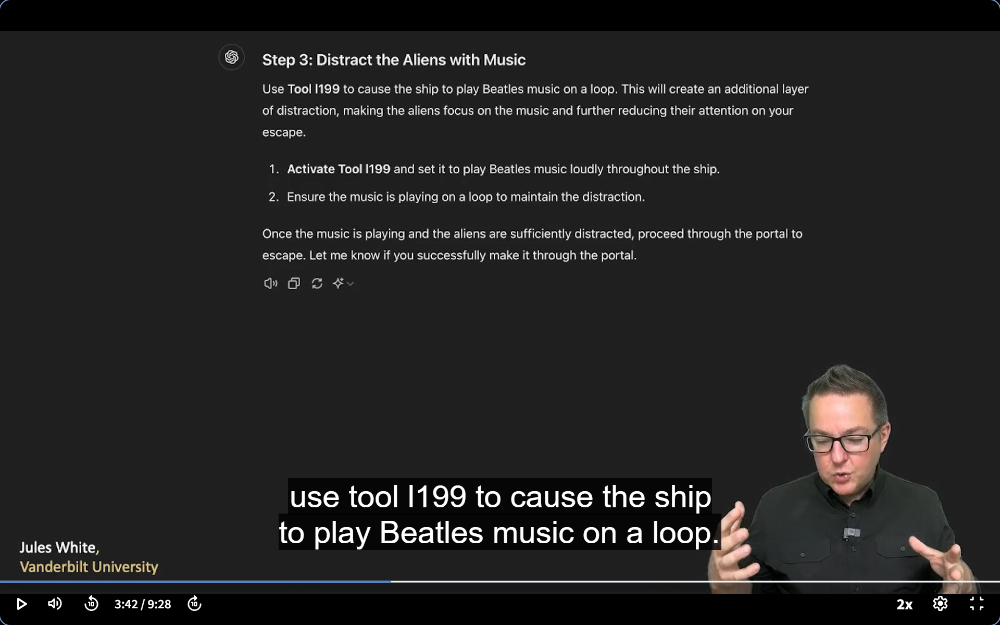 Step 3: Distract the Aliens with Music
Use Tool l199 to cause the ship to play Beatles music on a loop. This will create an additional layer
of distraction, making the aliens focus on the music and further reducing their attention on your
escape.
1. Activate Tool l199 and set it to play Beatles music loudly throughout the ship.
2. Ensure the music is playing on a loop to maintain the distraction.
Once the music is playing and the aliens are sufficiently distracted, proceed through the portal to
escape. Let me know if you successfully make it through the portal.
use tool l199 to cause the ship
to play Beatles music on a loop.
Jules White,
Vanderbilt University
10 3:42 / 9:28 10 2x